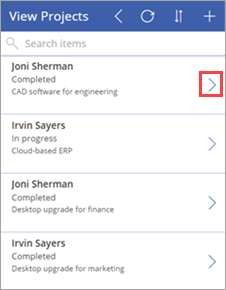 View Projects
Search items
Joni Sherman
Completed
CAD software for engineering
Irvin Sayers
In progress
Cloud-based ERP
Joni Sherman
Completed
Desktop upgrade for finance
Irvin Sayers
Completed
Desktop upgrade for marketing